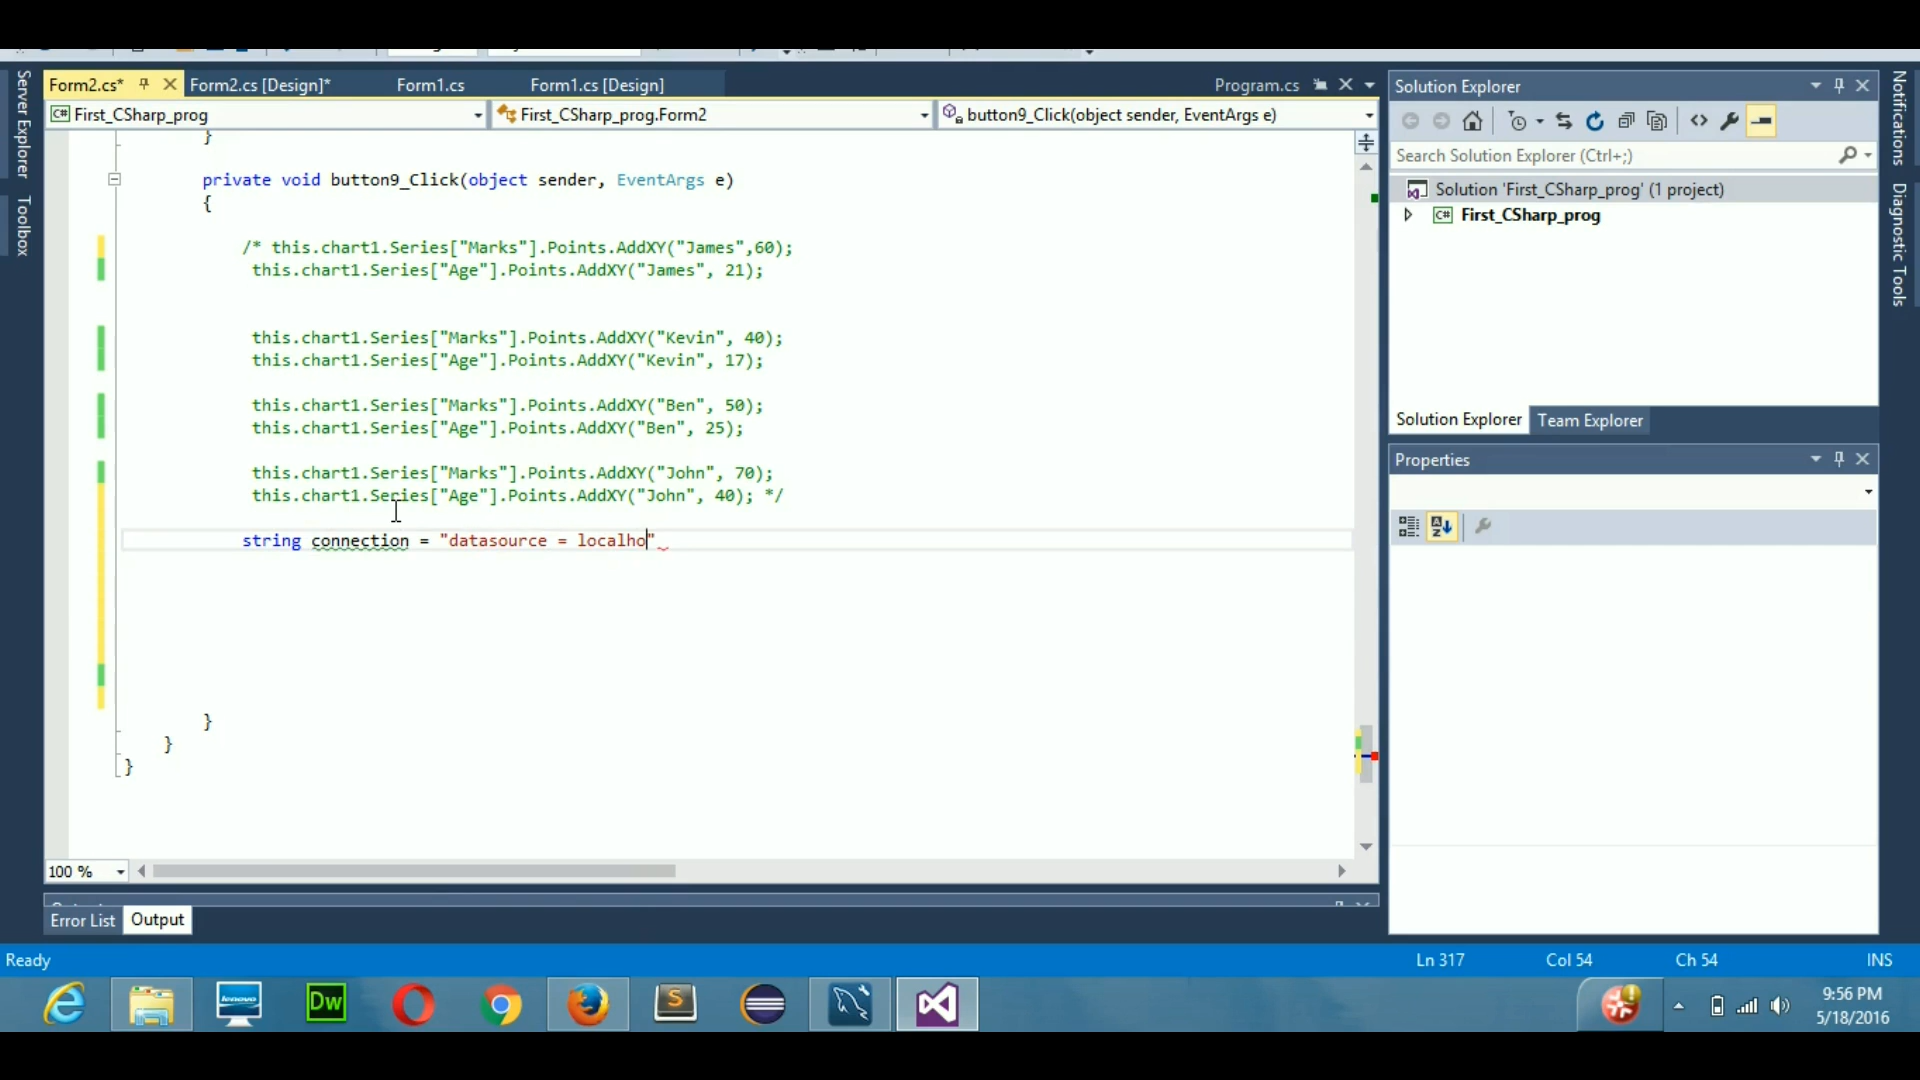 Form2.cs*
Form2.cs [Design]*
Form1.cs
Form1.cs [Design]
Program.cs
First_CSharp_prog
First_CSharp_prog.Form2
button9_Click(object sender, EventArgs e)
Server Explorer
Toolbox
}
private void button9_Click(object sender, EventArgs e)
{
/* this.chart1.Series["Marks"].Points.AddXY("James",60);
this.chart1.Series["Age"].Points.AddXY("James", 21);
this.chart1.Series["Marks"].Points.AddXY("Kevin", 40);
this.chart1.Series["Age"].Points.AddXY("Kevin", 17);
this.chart1.Series["Marks"].Points.AddXY("Ben", 50);
this.chart1.Series["Age"].Points.AddXY("Ben", 25);
this.chart1.Series["Marks"].Points.AddXY("John", 70);
this.chart1.Series["Age"].Points.AddXY("John", 40); */
string connection = "datasource = localho"
}
}
}
100 %
Error List
Output
Solution Explorer
Search Solution Explorer (Ctrl+;)
Solution 'First_CSharp_prog' (1 project)
C# First_CSharp_prog
Solution Explorer
Team Explorer
Properties
Notifications
Diagnostic Tools
Ready
Ln 317
Col 54
Ch 54
INS
lenovo
Dw
S
9:56 PM
5/18/2016